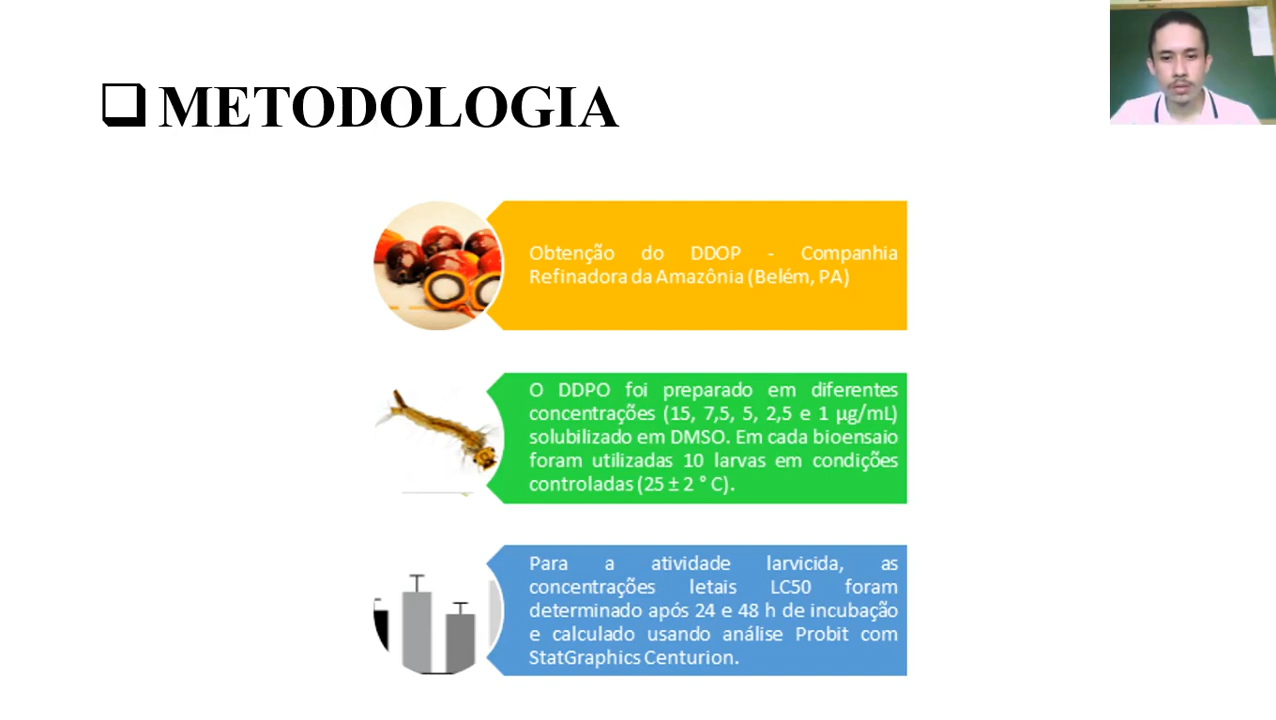 METODOLOGIA
Obtenção do DDOP - Companhia
Refinadora da Amazônia (Belém, PA)
O DDPO foi preparado em diferentes
concentrações (15, 7,5, 5, 2,5 e 1 µg/mL)
solubilizado em DMSO. Em cada bioensaio
foram utilizadas 10 larvas em condições
controladas (25 ± 2 ° C).
Para a atividade larvicida, as
concentrações letais LC50 foram
determinado após 24 e 48 h de incubação
e calculado usando análise Probit com
StatGraphics Centurion.